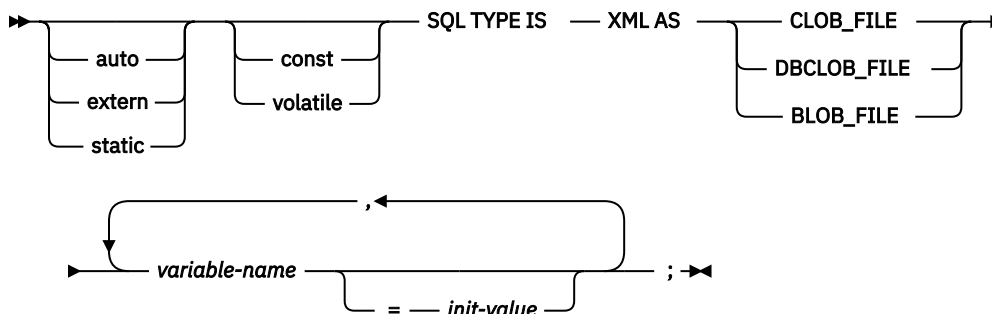 SQL TYPE IS XML AS CLOB_FILE
auto const DBCLOB_FILE
extern volatile BLOB_FILE
static
,
variable-name ;
= init-value